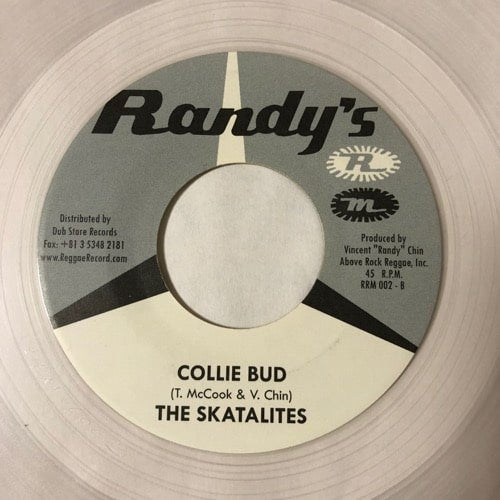 Randy's
R
m
Distributed by
Dub Store Records
Fax: +81 3 5348 2181
www.ReggaeRecord.com
Produced by
Vincent "Randy" Chin
Above Rock Reggae, Inc.
45 R.P.M.
RRM 002 - B
COLLIE BUD
(T. McCook & V. Chin)
THE SKATALITES